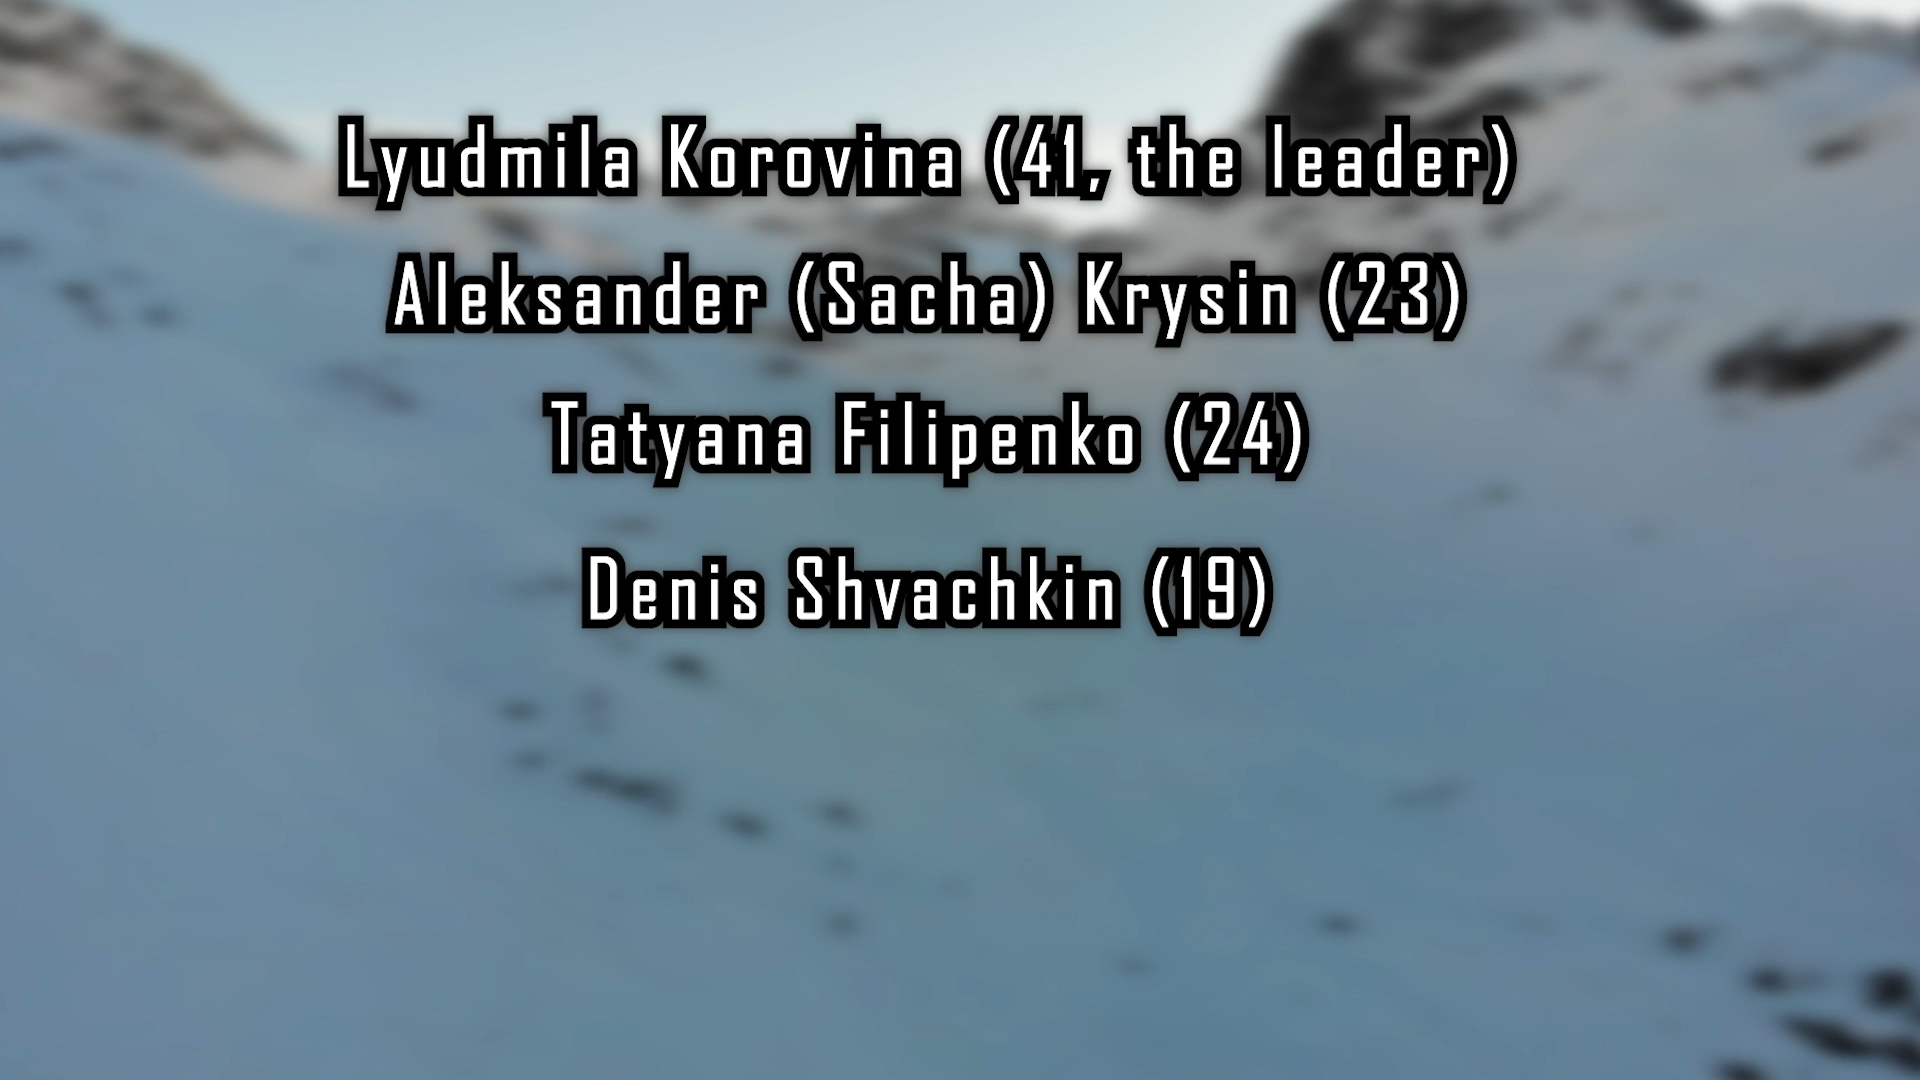 Lyudmila Korovina (41, the leader)
Aleksander (Sacha) Krysin (23)
Tatyana Filipenko (24)
Denis Shvachkin (19)